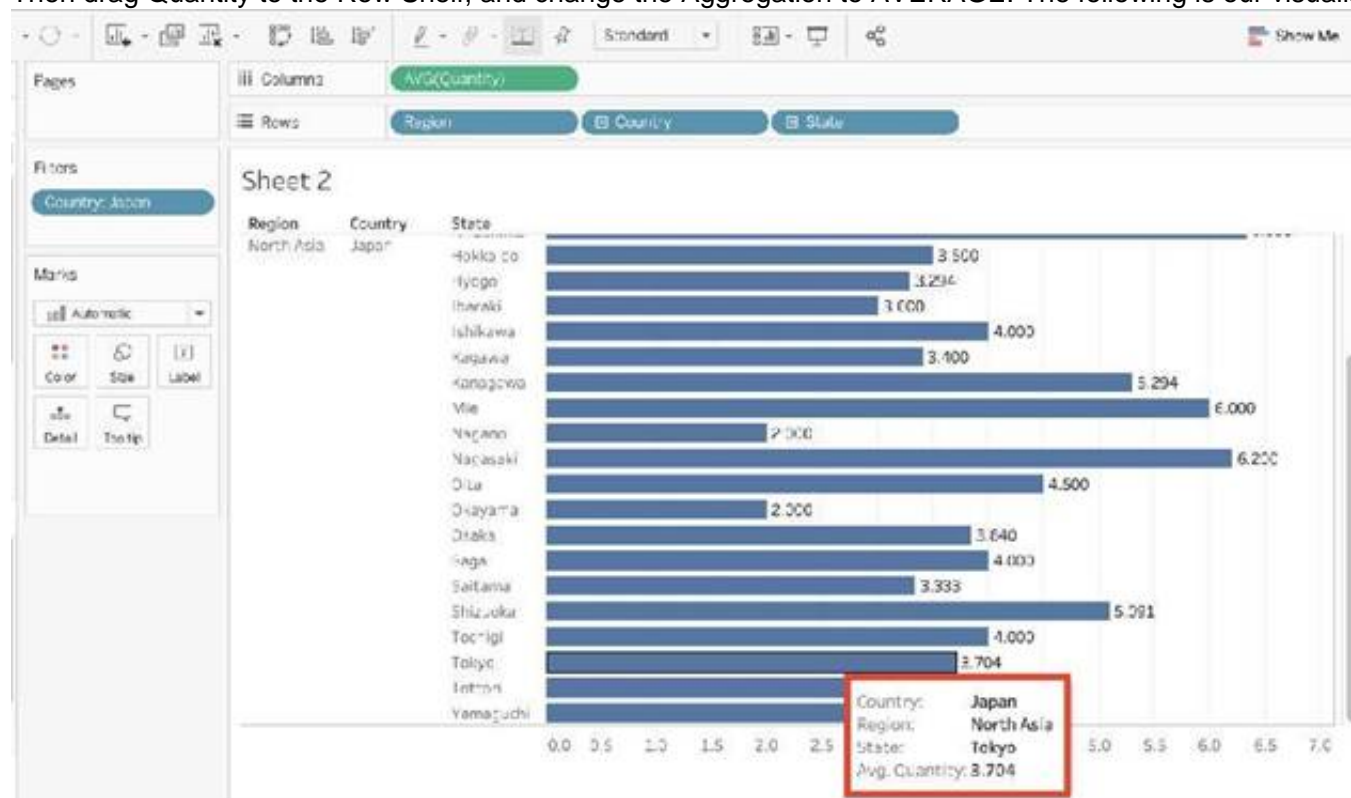 Then drag Quantity to the Row Shelf, and change the Aggregation to AVERAGE. The following is our visuali
Standard
Show Me
Pages
Columns
AVG(Quantity)
Rows
Region
Country
State
Filters
Country: Japan
Sheet 2
Region Country State
North Asia Japan
Marks
Automatic
Color Size Label
Detail Tooltip
Hokkaido 3.500
Hyogo 3.294
Ibaraki 3.000
Ishikawa 4.000
Kagawa 3.400
Kanagawa 5.294
Mie 6.000
Nagano 2.000
Nagasaki 6.200
Oita 4.500
Okayama 2.000
Osaka 3.840
Saga 4.000
Saitama 3.333
Shizuoka 5.091
Tochigi 4.000
Tokyo 3.704
Tottori
Yamaguchi
Country: Japan
Region: North Asia
State: Tokyo
Avg. Quantity: 3.704
0.0 0.5 1.0 1.5 2.0 2.5 5.0 5.5 6.0 6.5 7.0